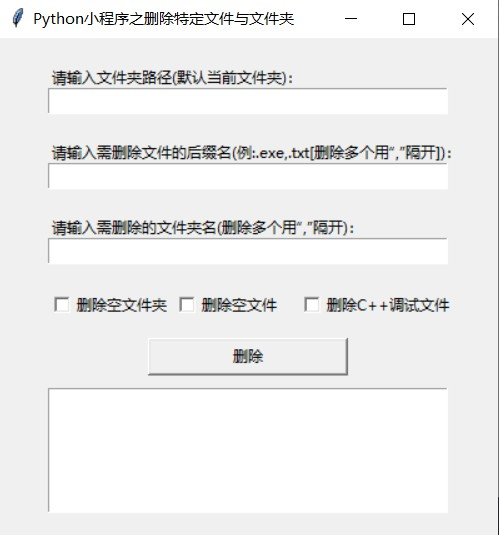 Python小程序之删除特定文件与文件夹
请输入文件夹路径(默认当前文件夹):
请输入需删除文件的后缀名(例:.exe,.txt[删除多个用“,”隔开]):
请输入需删除的文件夹名(删除多个用“,”隔开):
删除空文件夹 删除空文件 删除C++调试文件
删除